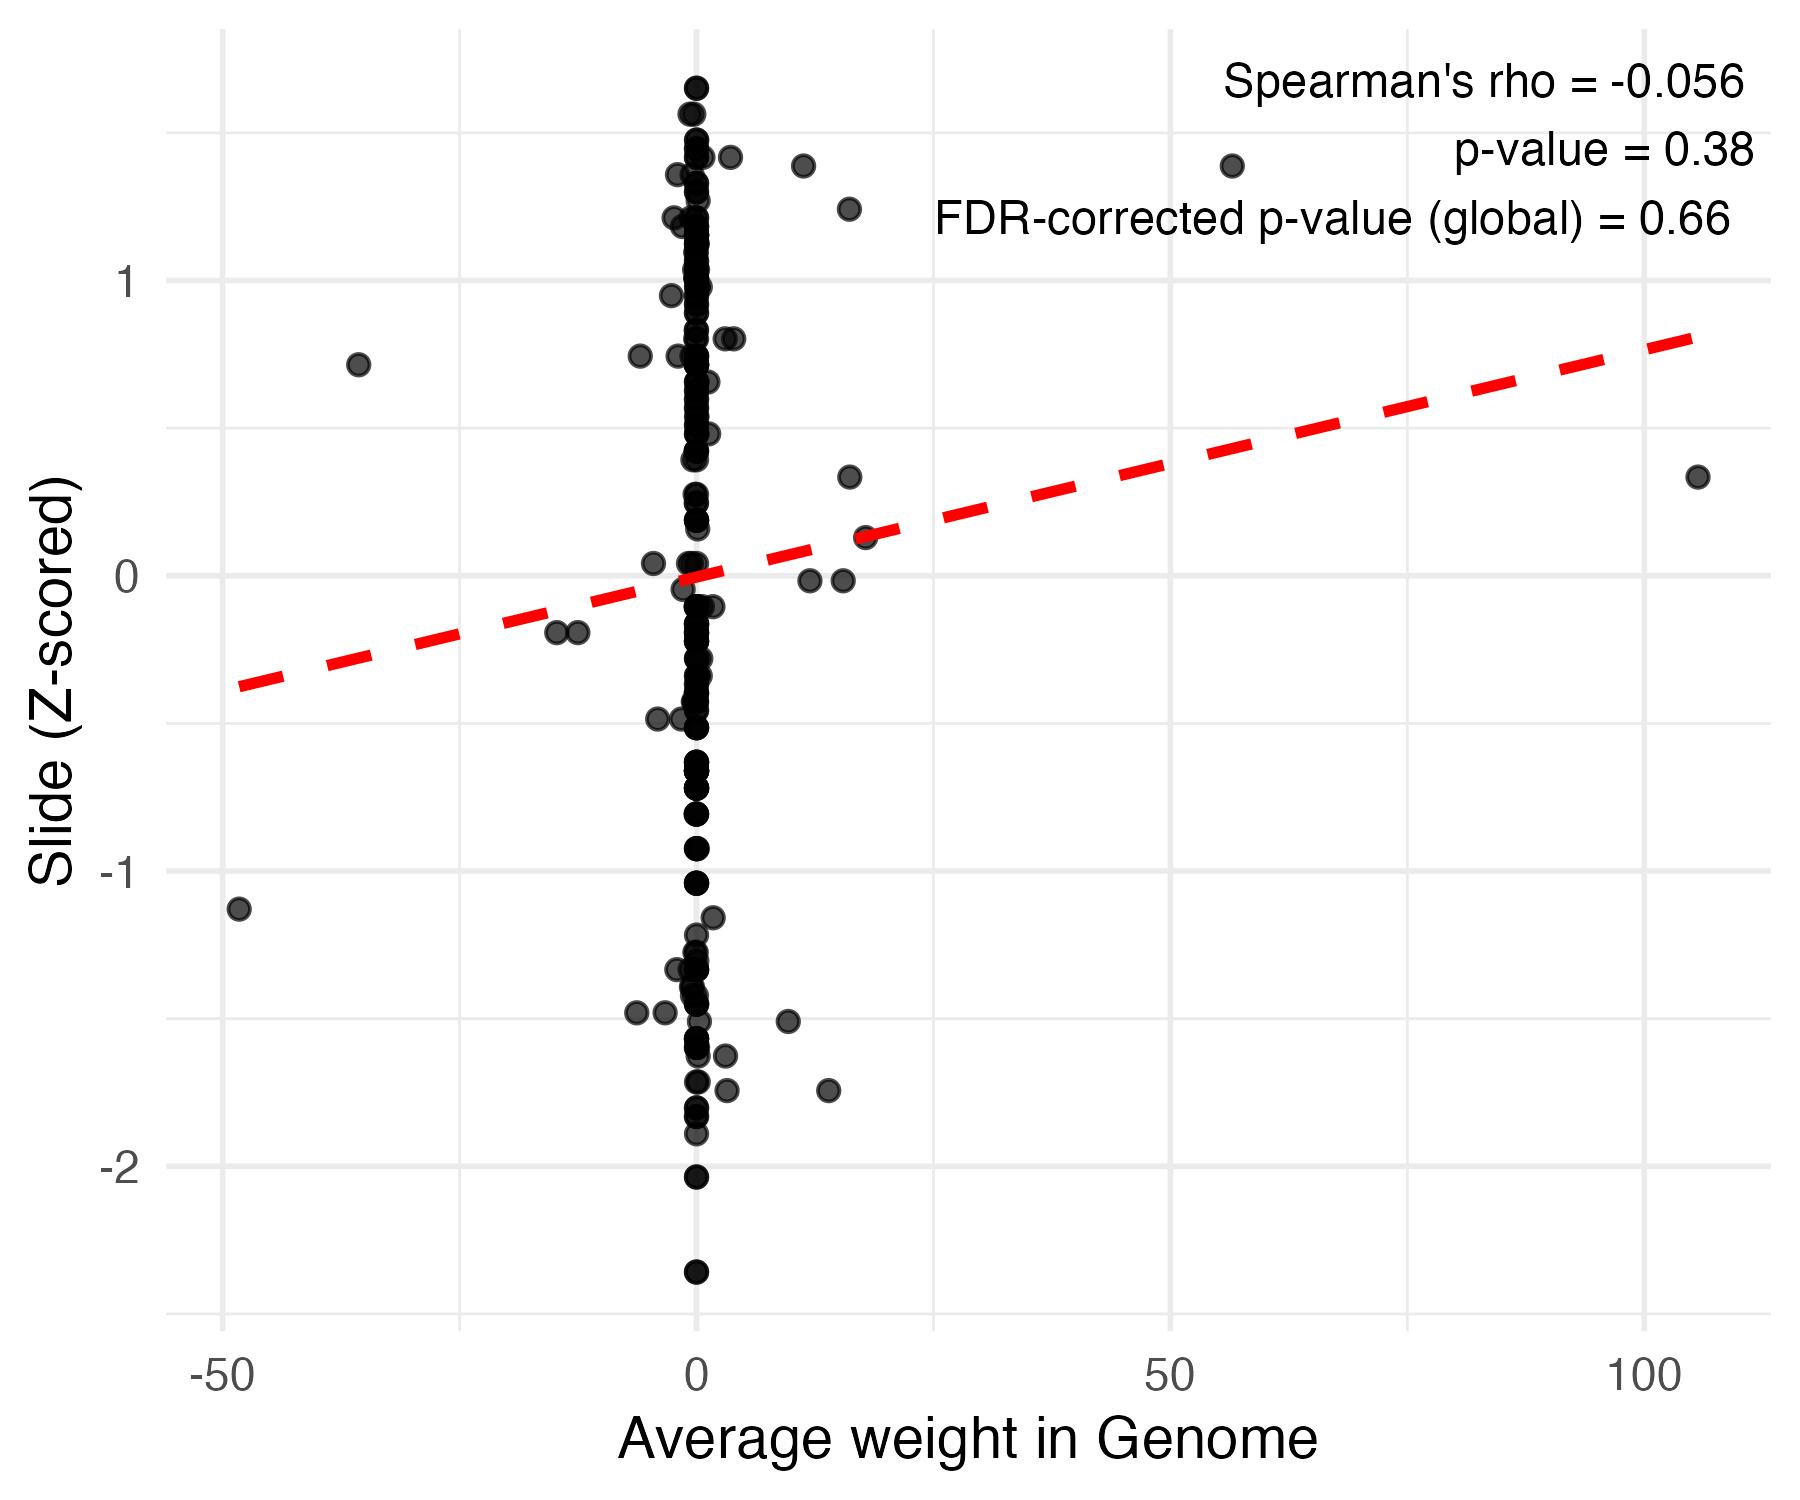 Spearman's rho = -0.056
p-value = 0.38
FDR-corrected p-value (global) = 0.66
Slide (Z-scored)
1
0
-1
-2
-50
0
50
100
Average weight in Genome